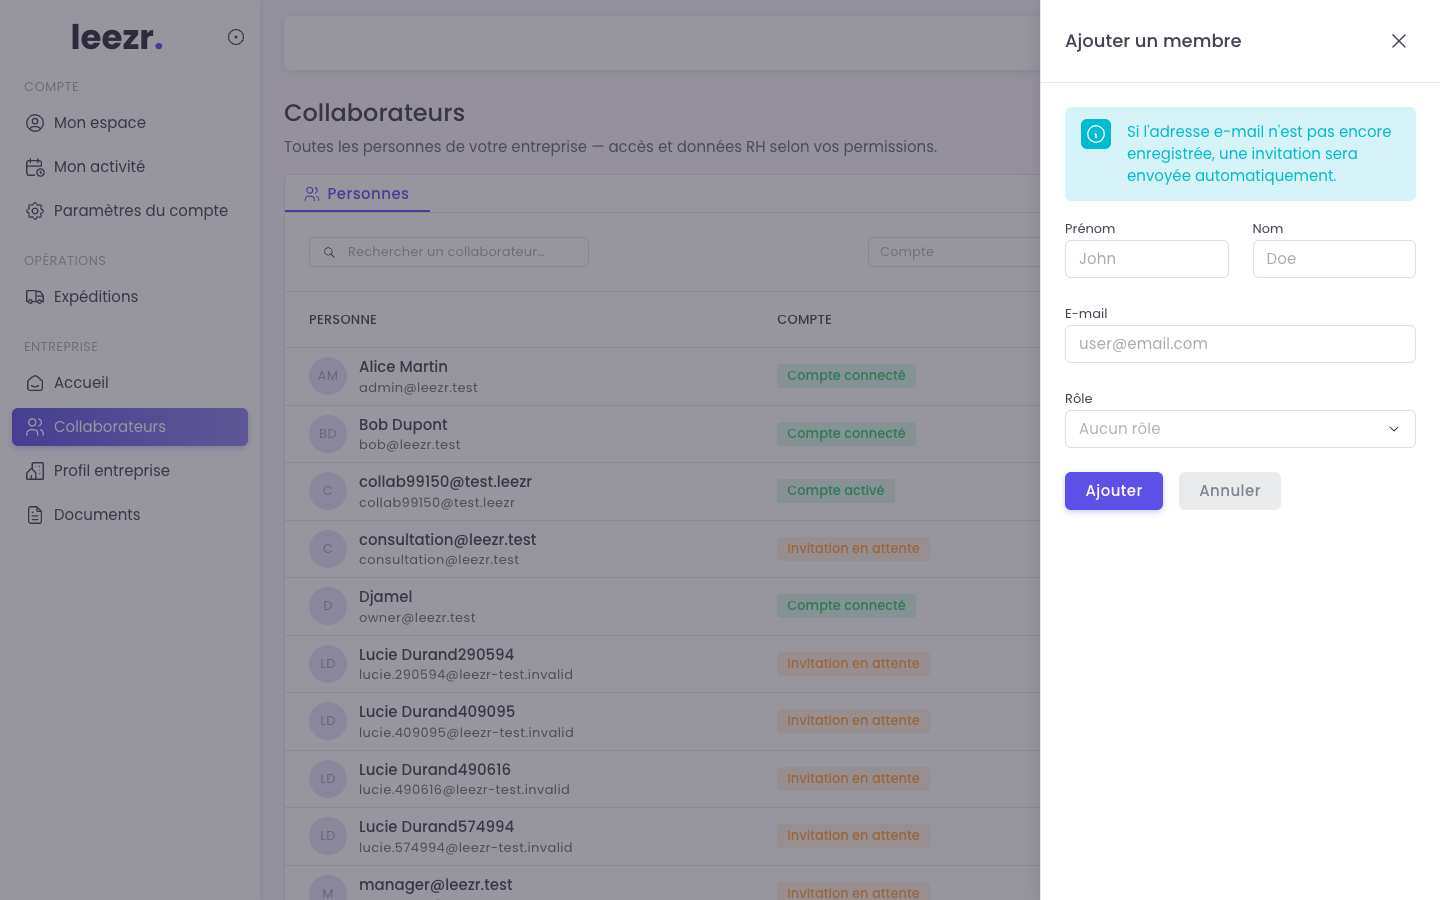 leezr.
COMPTE
Mon espace
Mon activité
Paramètres du compte
OPÉRATIONS
Expéditions
ENTREPRISE
Accueil
Collaborateurs
Profil entreprise
Documents
Collaborateurs
Toutes les personnes de votre entreprise — accès et données RH selon vos permissions.
Personnes
Rechercher un collaborateur...
Compte
PERSONNE
COMPTE
AM
Alice Martin
admin@leezr.test
Compte connecté
BD
Bob Dupont
bob@leezr.test
Compte connecté
C
collab99150@test.leezr
collab99150@test.leezr
Compte activé
C
consultation@leezr.test
consultation@leezr.test
Invitation en attente
D
Djamel
owner@leezr.test
Compte connecté
LD
Lucie Durand290594
lucie.290594@leezr-test.invalid
Invitation en attente
LD
Lucie Durand409095
lucie.409095@leezr-test.invalid
Invitation en attente
LD
Lucie Durand490616
lucie.490616@leezr-test.invalid
Invitation en attente
LD
Lucie Durand574994
lucie.574994@leezr-test.invalid
Invitation en attente
M
manager@leezr.test
Invitation en attente
Ajouter un membre
Si l'adresse e-mail n'est pas encore
enregistrée, une invitation sera
envoyée automatiquement.
Prénom
Nom
John
Doe
E-mail
user@email.com
Rôle
Aucun rôle
Ajouter
Annuler